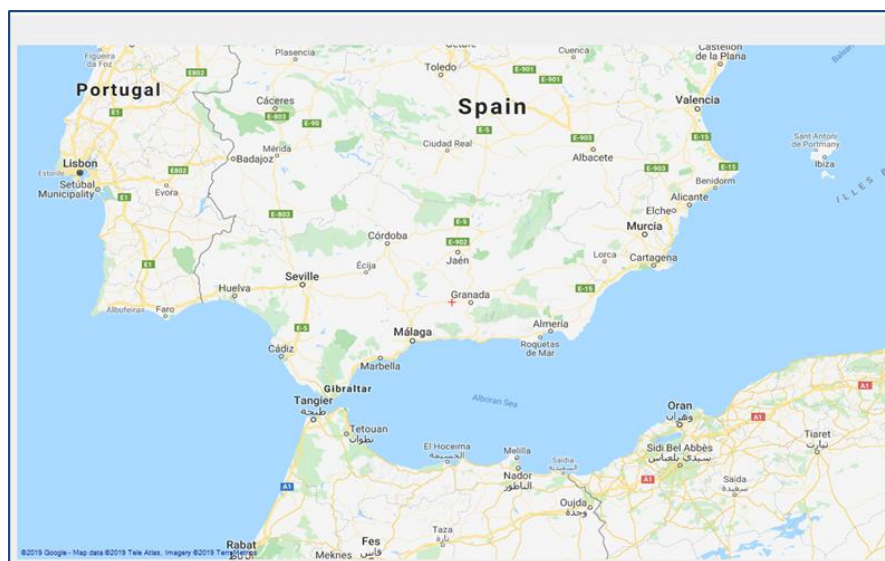 Figueira
da Foz
E802
Plasencia
Cuenca
Castellón
de la Plana
Toledo
E-901
E-901
Portugal
E1
Cáceres
E-803
E-90
Spain
E-5
Valencia
E-15
E-903
Lisbon
Estoril
Setúbal
Municipality
E1
Evora
E802
Badajoz
Mérida
Ciudad Real
Albacete
E-903
E-15
Benidorm
Sant Antoni
de Portmany
Ibiza
E-803
E-5
E-902
Alicante
Elche
Murcia
Lorca
Cartagena
Córdoba
Jaén
E1
Écija
Seville
Huelva
Granada
E-15
Albufeiras
Faro
E-5
Málaga
Almeria
Roquetas
de Mar
Cádiz
Marbella
Gibraltar
Alboran Sea
Tangier
طنجة
Tetouan
تطوان
El Hoceima
الحسيمة
Melilla
Nador
الناظور
Saidia
السعيدية
Oran
وهران
A1
A1
Sidi Bel Abbès
سيدي بلعباس
A1
Tiaret
تيارت
Saida
سعيدة
A1
Oujda
وجدة
Taza
تازة
Fes
فاس
Meknes
Rabat
©2019 Google - Map data ©2019 Tele Atlas, Imagery ©2019 TerraMetrics